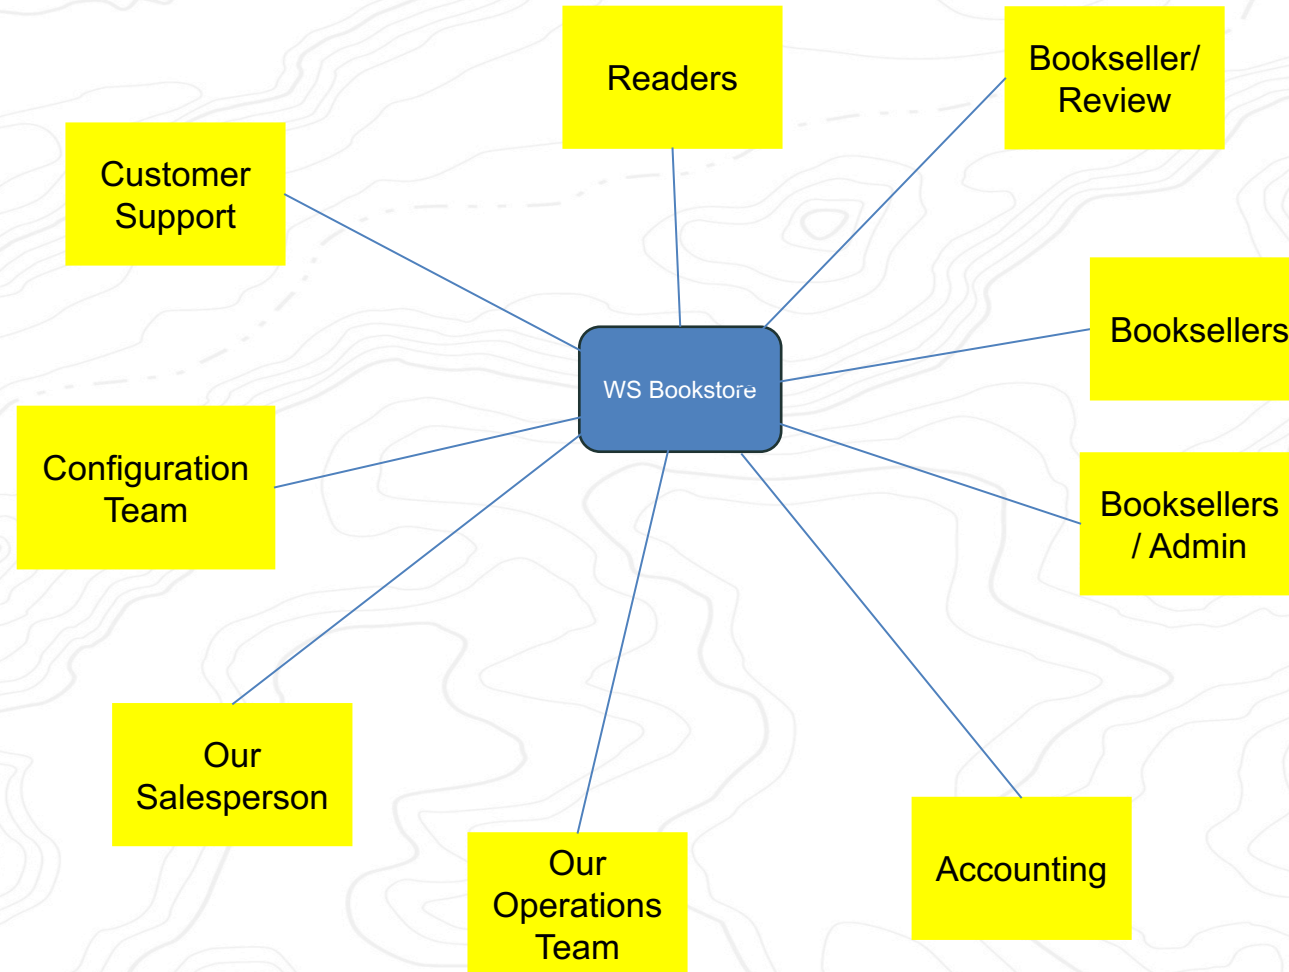 Readers
Bookseller/
Review
Customer
Support
Booksellers
WS Bookstore
Configuration
Team
Booksellers
/ Admin
Our
Salesperson
Our
Operations
Team
Accounting